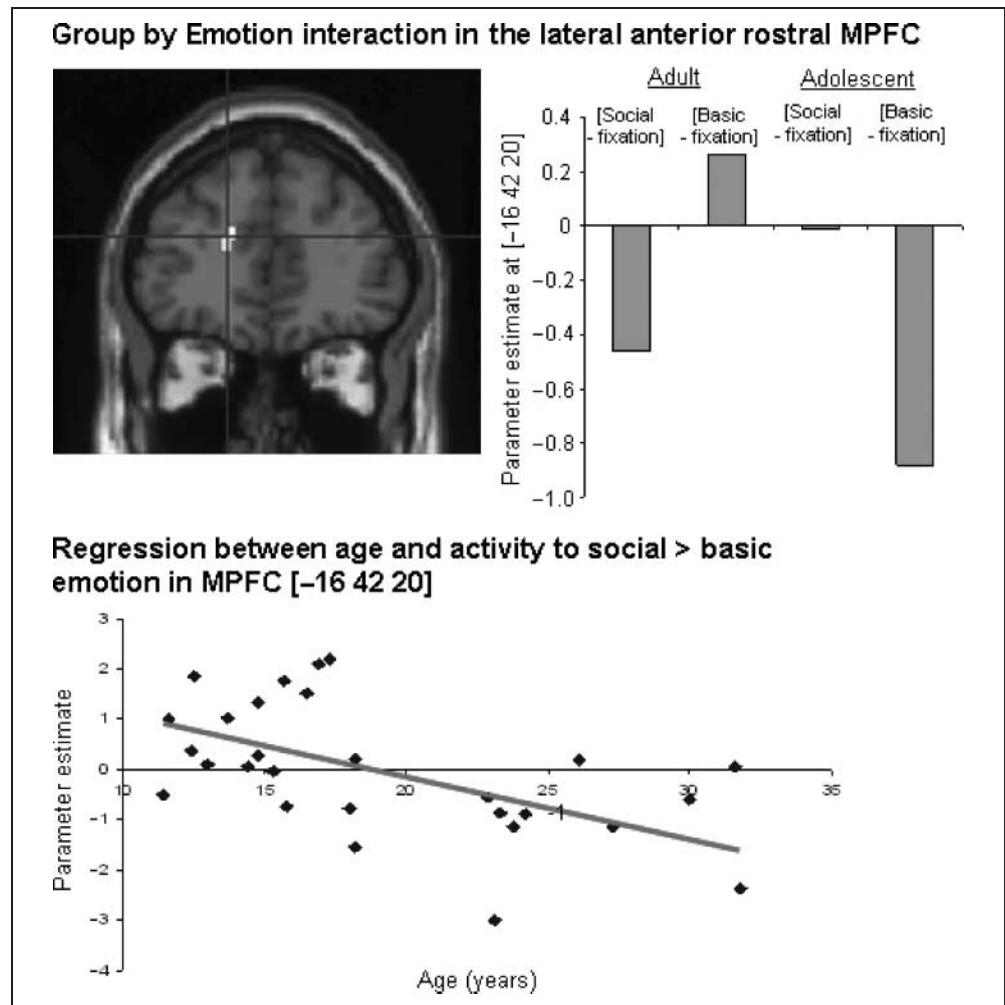 Group by Emotion interaction in the lateral anterior rostral MPFC
Adult
Adolescent
[Social
- fixation]
[Basic
- fixation]
[Social
- fixation]
[Basic
- fixation]
Parameter estimate at [-16 42 20]
0.4
0.2
0
−0.2
−0.4
−0.6
−0.8
−1.0
Regression between age and activity to social > basic
emotion in MPFC [−16 42 20]
Parameter estimate
3
2
1
0
−1
−2
−3
−4
10
15
20
25
30
35
-1
Age (years)